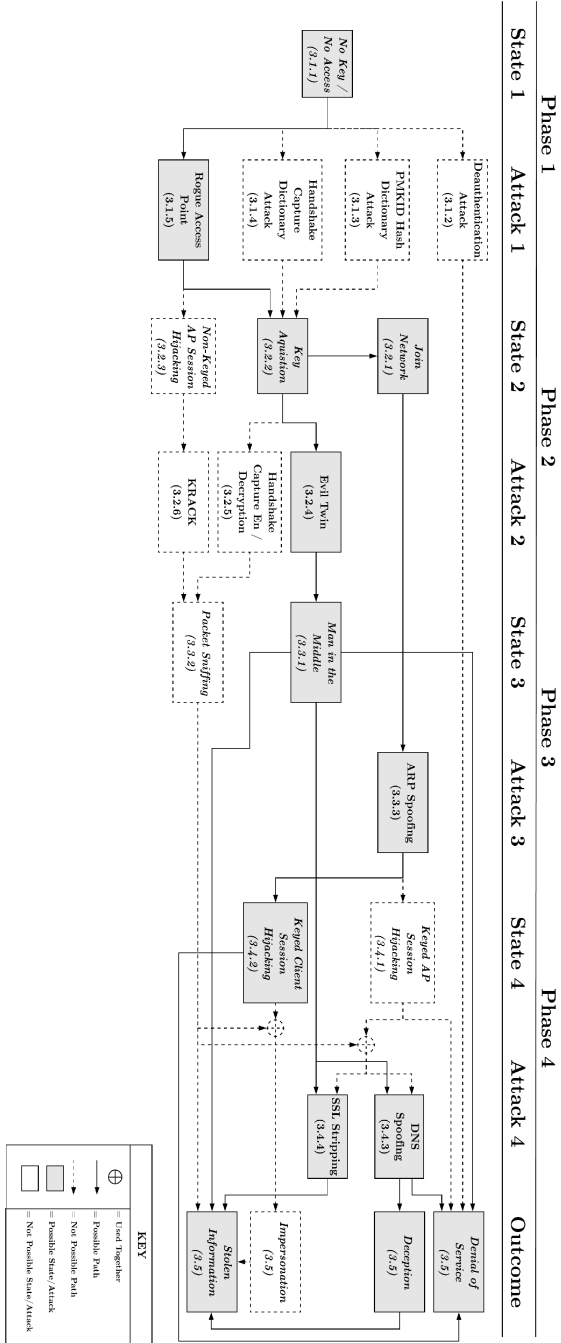 Phase 1
Phase 2
Phase 3
Phase 4
State 1
Attack 1
State 2
Attack 2
State 3
Attack 3
State 4
Attack 4
Outcome
No Key /
No Access
(3.1.1)
Deauthentication
Attack
(3.1.2)
PMKID Hash
Dictionary
Attack
(3.1.3)
Handshake
Capture
Dictionary
Attack
(3.1.4)
Rogue Access
Point
(3.1.5)
Join
Network
(3.2.1)
Key
Aquistion
(3.2.2)
Non-Keyed
AP Session
Hijacking
(3.2.3)
Evil Twin
(3.2.4)
Handshake
Capture En /
Decryption
(3.2.5)
KRACK
(3.2.6)
Man in the
Middle
(3.3.1)
Packet Sniffing
(3.3.2)
ARP Spoofing
(3.3.3)
Keyed AP
Session
Hijacking
(3.4.1)
Keyed Client
Session
Hijacking
(3.4.2)
DNS
Spoofing
(3.4.3)
SSL Stripping
(3.4.4)
Denial of
Service
(3.5)
Deception
(3.5)
Impersonation
(3.5)
Stolen
Information
(3.5)
KEY
= Used Together
= Possible Path
= Not Possible Path
= Possible State/Attack
= Not Possible State/Attack